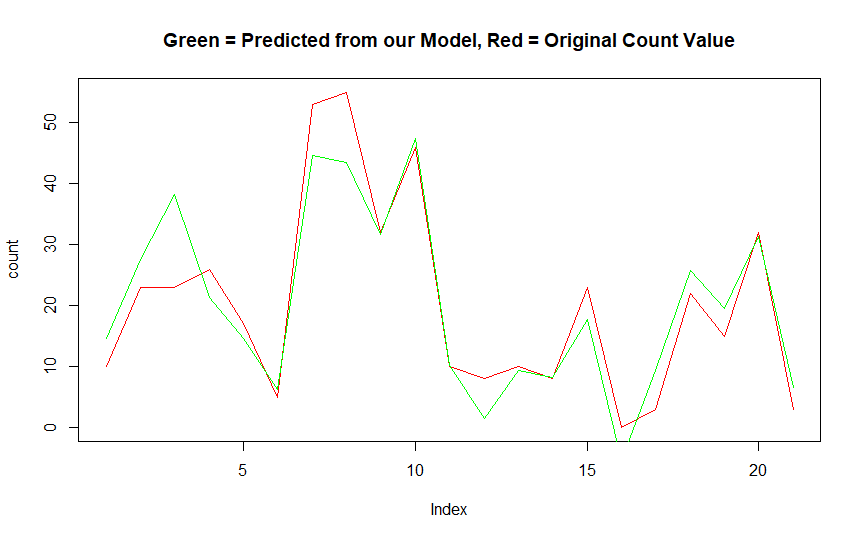 Green = Predicted from our Model, Red = Original Count Value
50
40
30
20
10
0
count
5 10 15 20
Index